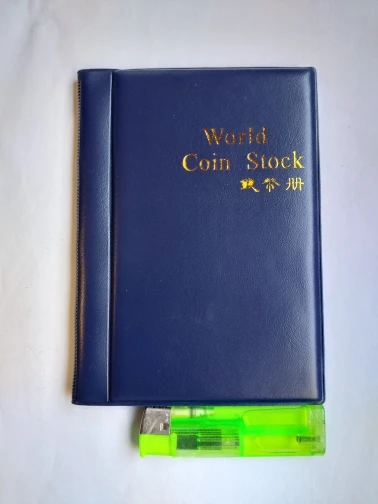 World
Coin Stock
钱币册